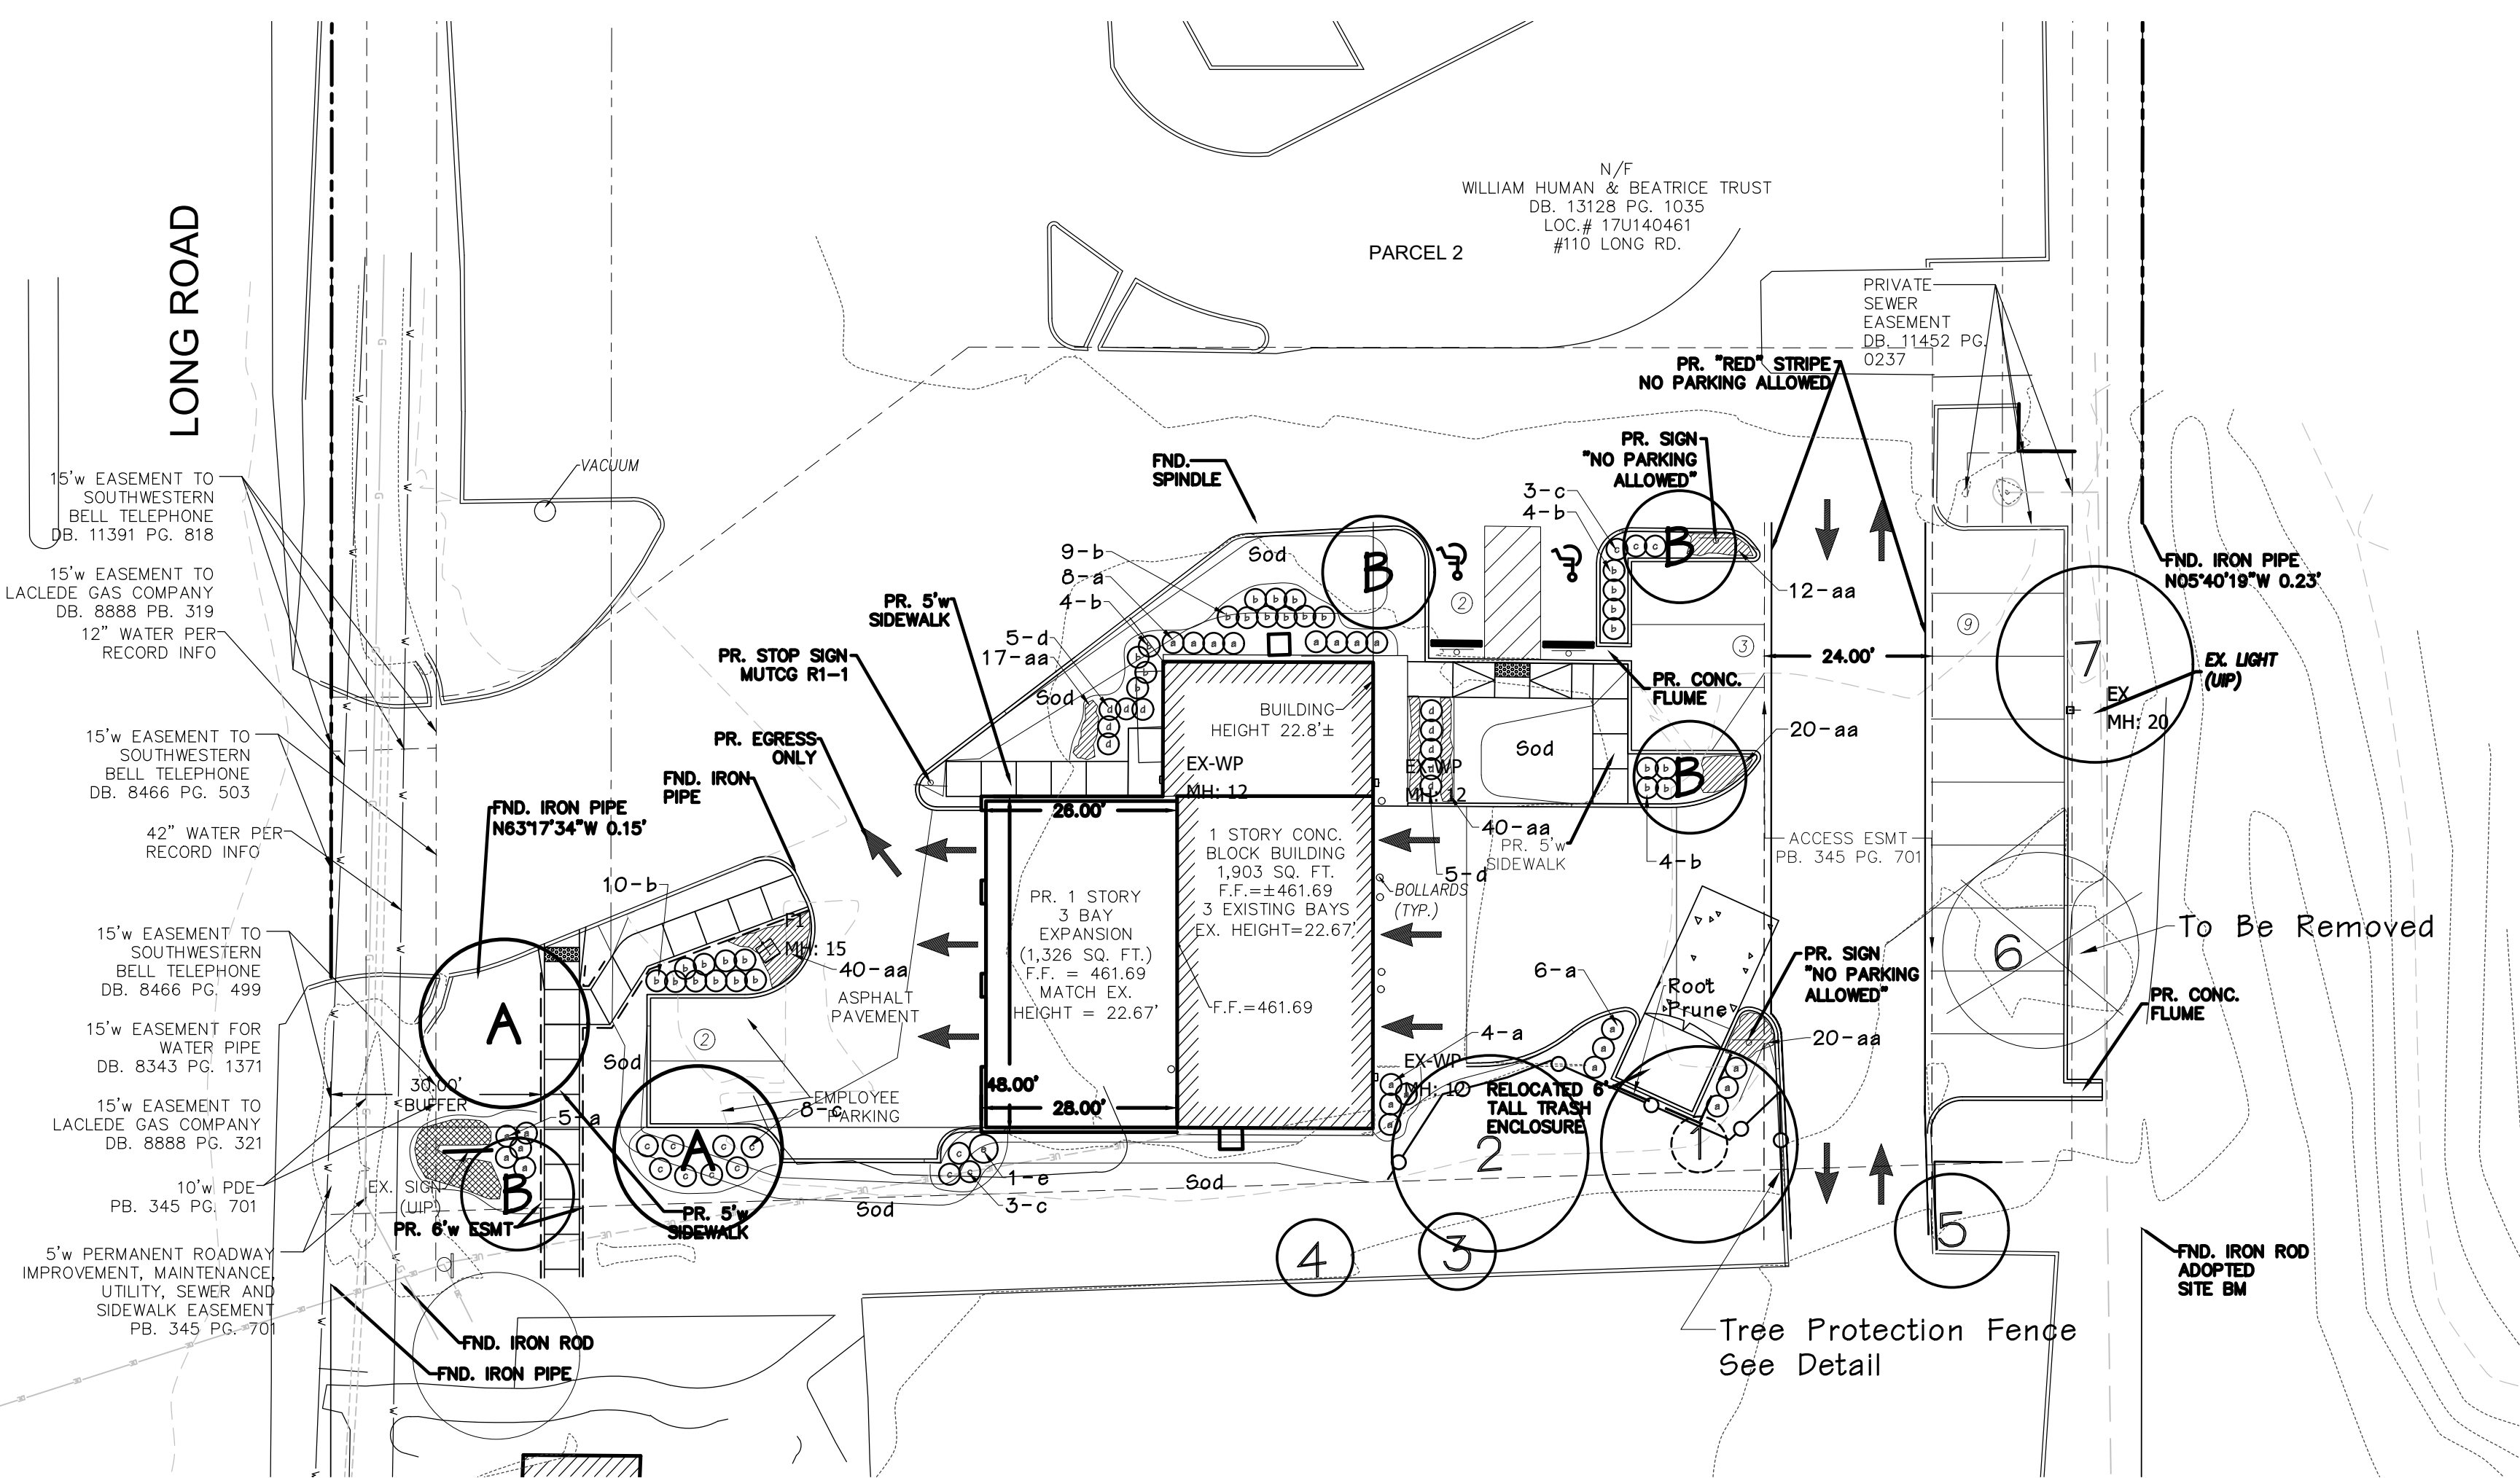 LONG ROAD
N/F
WILLIAM HUMAN & BEATRICE TRUST
DB. 13128 PG. 1035
LOC.# 17U140461
#110 LONG RD.
PARCEL 2
PRIVATE
SEWER
EASEMENT
DB. 11452 PG.
0237
PR. "RED" STRIPE
NO PARKING ALLOWED
PR. SIGN
"NO PARKING
ALLOWED"
FND.
SPINDLE
VACUUM
15'w EASEMENT TO
SOUTHWESTERN
BELL TELEPHONE
DB. 11391 PG. 818
15'w EASEMENT TO
LACLEDE GAS COMPANY
DB. 8888 PB. 319
12" WATER PER
RECORD INFO
15'w EASEMENT TO
SOUTHWESTERN
BELL TELEPHONE
DB. 8466 PG. 503
42" WATER PER
RECORD INFO
15'w EASEMENT TO
SOUTHWESTERN
BELL TELEPHONE
DB. 8466 PG. 499
15'w EASEMENT FOR
WATER PIPE
DB. 8343 PG. 1371
15'w EASEMENT TO
LACLEDE GAS COMPANY
DB. 8888 PG. 321
10'w PDE
PB. 345 PG. 701
5'w PERMANENT ROADWAY
IMPROVEMENT, MAINTENANCE,
UTILITY, SEWER AND
SIDEWALK EASEMENT
PB. 345 PG. 701
3-c
4-b
9-b
8-a
4-b
5-d
17-aa
Sod
Sod
B
B
2
12-aa
3
9
24.00'
7
EX
MH: 20
EX. LIGHT
(UIP)
FND. IRON PIPE
N05°40'19"W 0.23'
PR. 5'w
SIDEWALK
PR. STOP SIGN
MUTCG R1-1
PR. EGRESS
ONLY
FND. IRON
PIPE
FND. IRON PIPE
N63°17'34"W 0.15'
PR. CONC.
FLUME
BUILDING
HEIGHT 22.8'±
EX-WP
MH: 12
EX-WP
MH: 12
Sod
20-aa
B
40-aa
PR. 5'w
SIDEWALK
5-d
4-b
ACCESS ESMT
PB. 345 PG. 701
26.00'
1 STORY CONC.
BLOCK BUILDING
1,903 SQ. FT.
F.F.=±461.69
3 EXISTING BAYS
EX. HEIGHT=22.67'
BOLLARDS
(TYP.)
PR. 1 STORY
3 BAY
EXPANSION
(1,326 SQ. FT.)
F.F. = 461.69
MATCH EX.
HEIGHT = 22.67'
F.F.=461.69
10-b
F1
MH: 15
40-aa
ASPHALT
PAVEMENT
A
2
Sod
EMPLOYEE
PARKING
8-c
A
30.00'
BUFFER
5-a
EX. SIGN
(UIP)
B
PR. 6'w ESMT
PR. 5'w
SIDEWALK
48.00'
28.00'
1-e
3-c
Sod
Sod
6-a
4-a
EX-WP
MH: 12
RELOCATED 6'
TALL TRASH
ENCLOSURE
Root
Prune
PR. SIGN
"NO PARKING
ALLOWED"
20-aa
6
To Be Removed
PR. CONC.
FLUME
2
3
4
5
FND. IRON ROD
ADOPTED
SITE BM
FND. IRON ROD
FND. IRON PIPE
Tree Protection Fence
See Detail